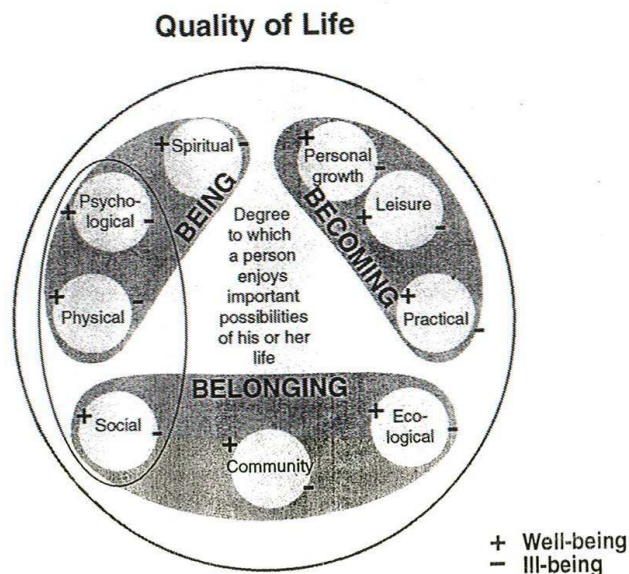 Quality of Life
+ Spiritual -
+ Psycho-
logical -
+ Physical -
BEING
+ Personal
growth -
+ Leisure -
+ Practical -
BECOMING
Degree
to which
a person
enjoys
important
possibilities
of his or her
life
BELONGING
+ Social -
+ Community -
+ Eco-
logical -
+ Well-being
- Ill-being